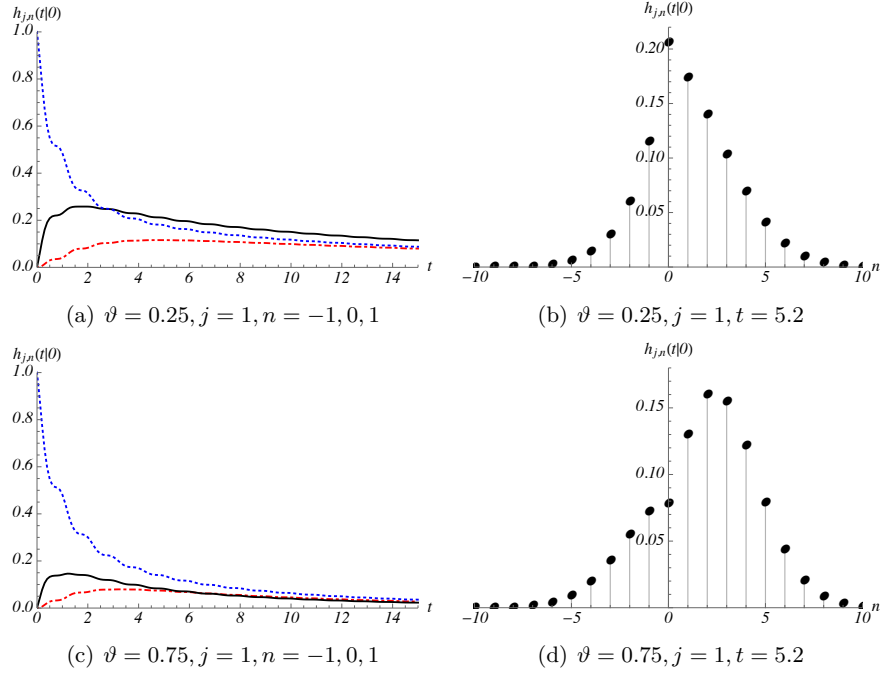 h_{j,n}(t|0)
1.0
0.8
0.6
0.4
0.2
0.0
0 2 4 6 8 10 12 14 t
(a) ϑ = 0.25, j = 1, n = −1, 0, 1
h_{j,n}(t|0)
0.20
0.15
0.10
0.05
−10 −5 0 5 10 n
(b) ϑ = 0.25, j = 1, t = 5.2
h_{j,n}(t|0)
1.0
0.8
0.6
0.4
0.2
0.0
0 2 4 6 8 10 12 14 t
(c) ϑ = 0.75, j = 1, n = −1, 0, 1
h_{j,n}(t|0)
0.15
0.10
0.05
−10 −5 0 5 10 n
(d) ϑ = 0.75, j = 1, t = 5.2